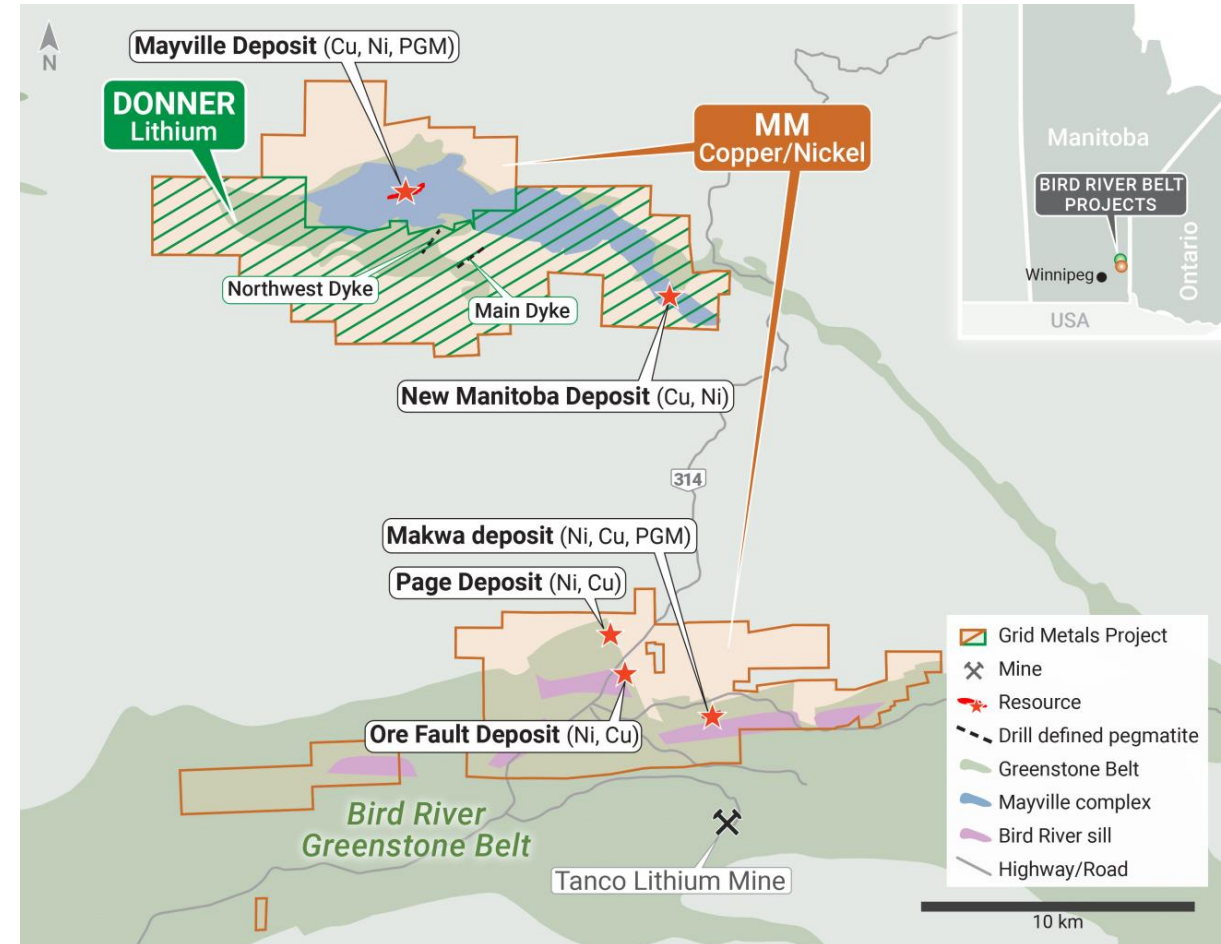 N
Mayville Deposit (Cu, Ni, PGM)
DONNER
Lithium
MM
Copper/Nickel
Manitoba
BIRD RIVER BELT
PROJECTS
Winnipeg
Ontario
USA
Northwest Dyke
Main Dyke
New Manitoba Deposit (Cu, Ni)
314
Makwa deposit (Ni, Cu, PGM)
Page Deposit (Ni, Cu)
Ore Fault Deposit (Ni, Cu)
Bird River
Greenstone Belt
Tanco Lithium Mine
Grid Metals Project
Mine
Resource
Drill defined pegmatite
Greenstone Belt
Mayville complex
Bird River sill
Highway/Road
10 km